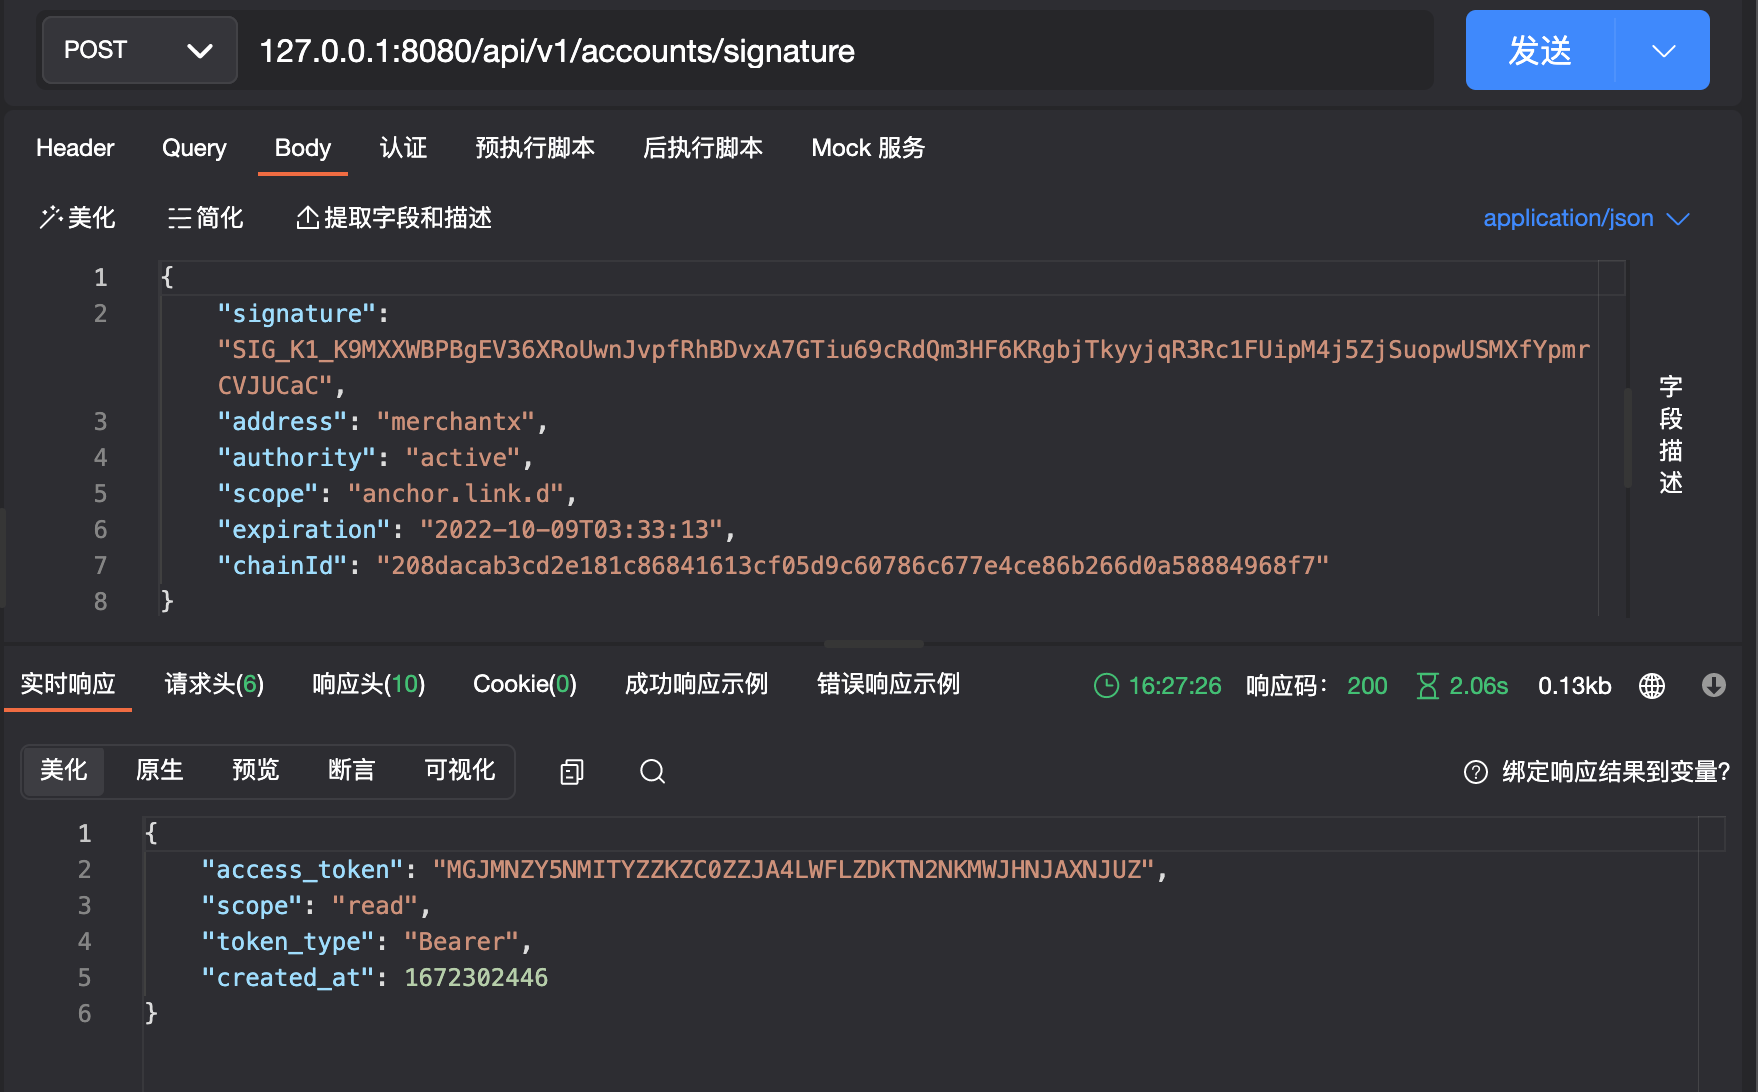 POST 127.0.0.1:8080/api/v1/accounts/signature 发送
Header Query Body 认证 预执行脚本 后执行脚本 Mock 服务
美化 简化 提取字段和描述 application/json
1 {
2 "signature":
"SIG_K1_K9MXXWBPBgEV36XRoUwnJvpfRhBDvxA7GTiu69cRdQm3HF6KRgbjTkyyjqR3Rc1FUipM4j5ZjSuopwUSMXfYpmr
CVJUCaC",
3 "address": "merchantx",
4 "authority": "active",
5 "scope": "anchor.link.d",
6 "expiration": "2022-10-09T03:33:13",
7 "chainId": "208dacab3cd2e181c86841613cf05d9c60786c677e4ce86b266d0a58884968f7"
8 }
字段描述
实时响应 请求头(6) 响应头(10) Cookie(0) 成功响应示例 错误响应示例 16:27:26 响应码： 200 2.06s 0.13kb
美化 原生 预览 断言 可视化 绑定响应结果到变量?
1 {
2 "access_token": "MGJMNZY5NMITYZZKZC0ZZJA4LWFLZDKTN2NKMWJHNJAXNJUZ",
3 "scope": "read",
4 "token_type": "Bearer",
5 "created_at": 1672302446
6 }